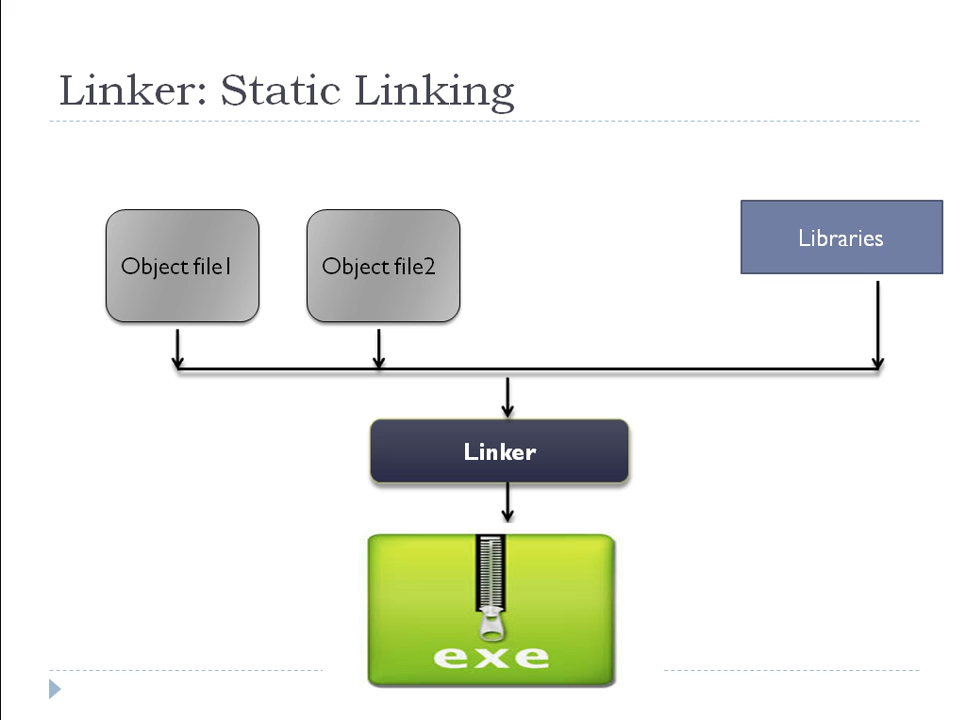 Linker: Static Linking
Object file1
Object file2
Libraries
Linker
exe